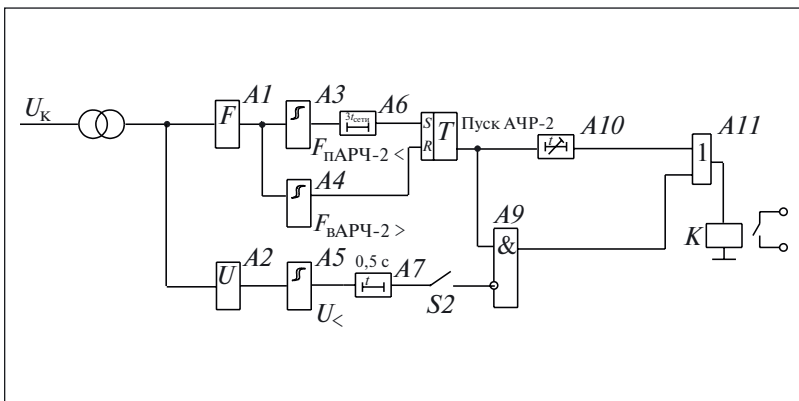 U_К
F
A1
A3
F_пАРЧ-2 <
3t_сети
A6
S
R
T
Пуск АЧР-2
t
A10
A11
1
A4
F_вАРЧ-2 >
U
A2
A5
U<
0,5 с
t
A7
S2
A9
&
K